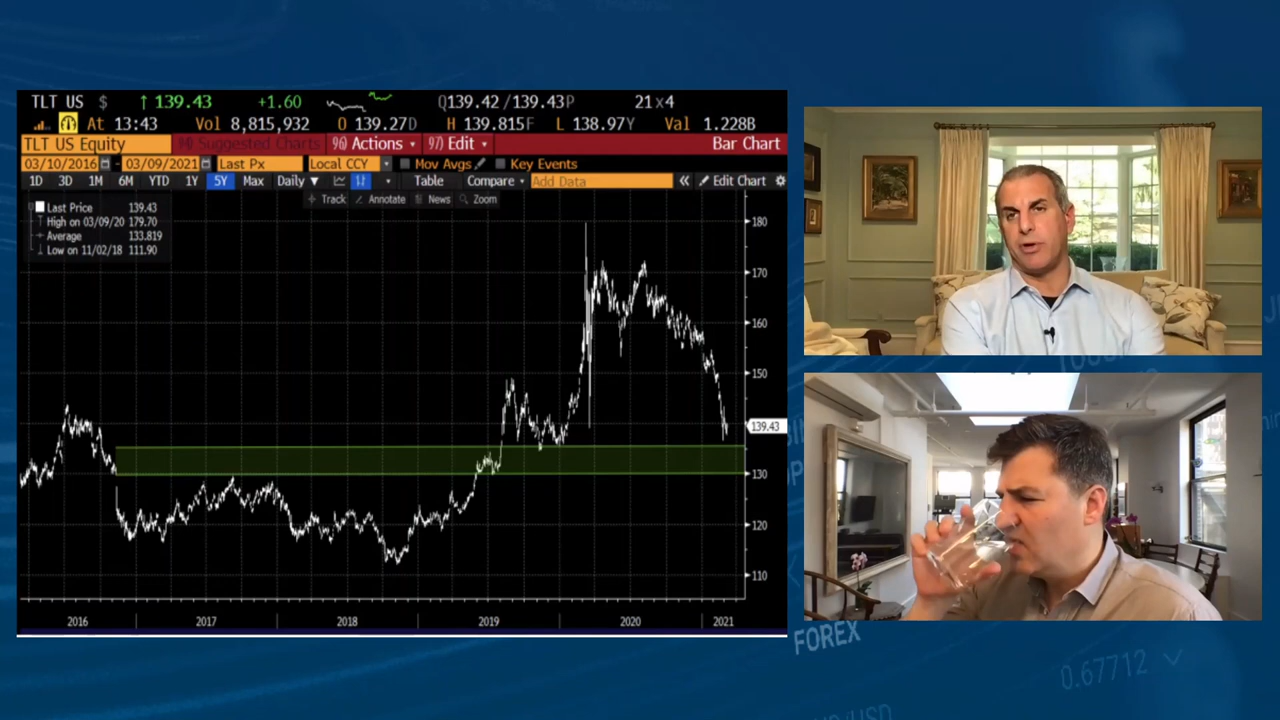 TLT US $ ↑ 139.43 +1.60 Q139.42 / 139.43P 21 x 4
At 13:43 Vol 8,815,932 O 139.27D H 139.815F L 138.97Y Val 1.228B
TLT US Equity Suggested Charts 96) Actions 97) Edit Bar Chart
03/10/2016 - 03/09/2021 Last Px Local CCY Mov Avgs Key Events
1D 3D 1M 6M YTD 1Y 5Y Max Daily ▼ Table Compare Add Data « Edit Chart
Track Annotate News Zoom
Last Price 139.43
High on 03/09/20 179.70
Average 133.819
Low on 11/02/18 111.90
180
170
160
150
139.43
130
120
110
2016 2017 2018 2019 2020 2021
FOREX
0.67712